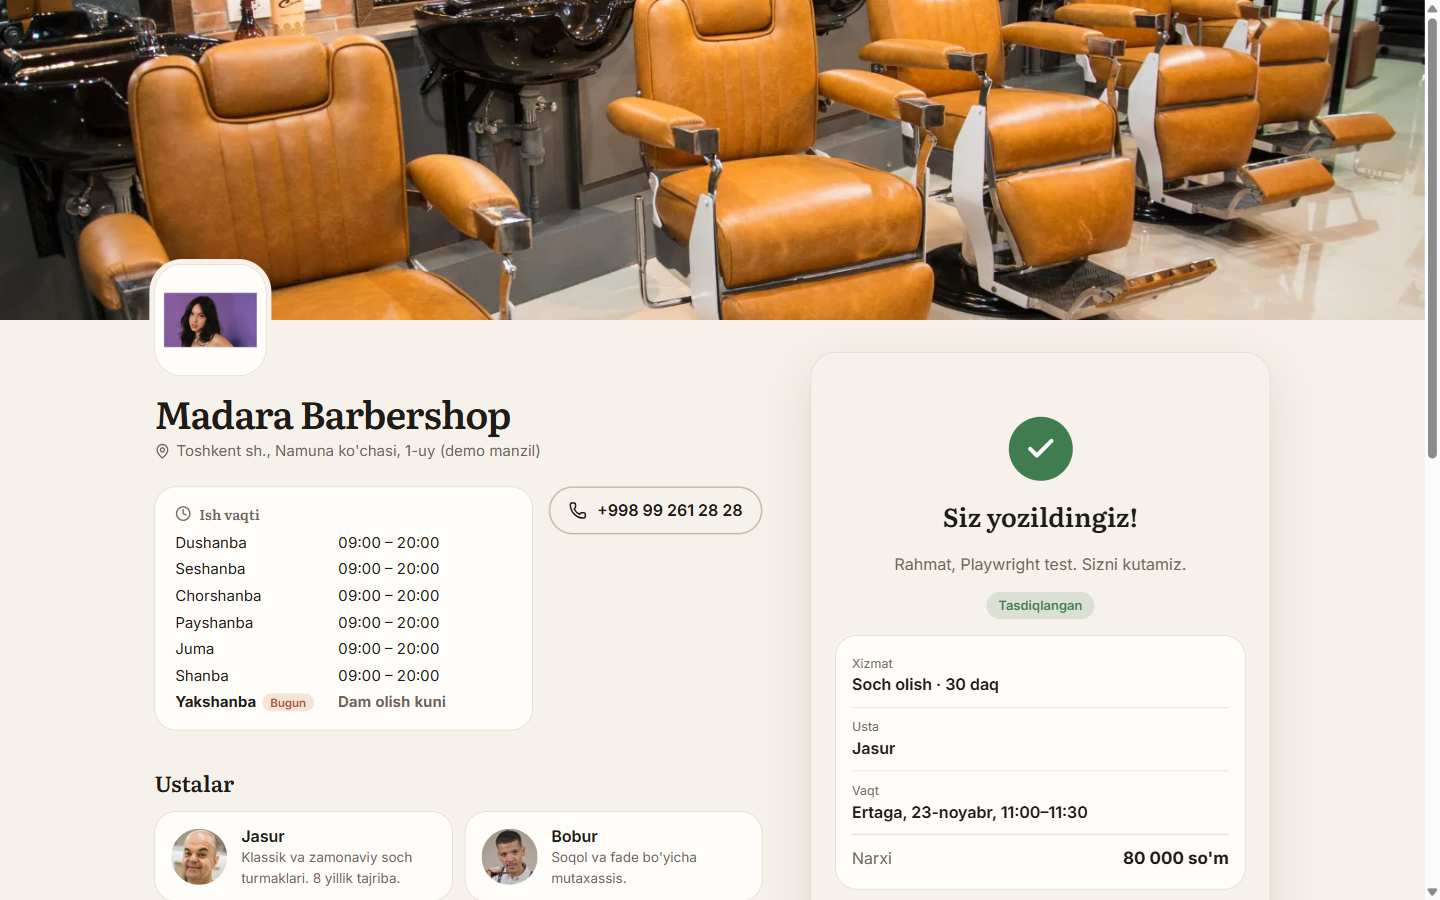 Madara Barbershop
Toshkent sh., Namuna ko'chasi, 1-uy (demo manzil)
Ish vaqti
Dushanba 09:00 – 20:00
Seshanba 09:00 – 20:00
Chorshanba 09:00 – 20:00
Payshanba 09:00 – 20:00
Juma 09:00 – 20:00
Shanba 09:00 – 20:00
Yakshanba Bugun Dam olish kuni
+998 99 261 28 28
Ustalar
Jasur
Klassik va zamonaviy soch
turmaklari. 8 yillik tajriba.
Bobur
Soqol va fade bo'yicha
mutaxassis.
Siz yozildingiz!
Rahmat, Playwright test. Sizni kutamiz.
Tasdiqlangan
Xizmat
Soch olish · 30 daq
Usta
Jasur
Vaqt
Ertaga, 23-noyabr, 11:00–11:30
Narxi 80 000 so'm